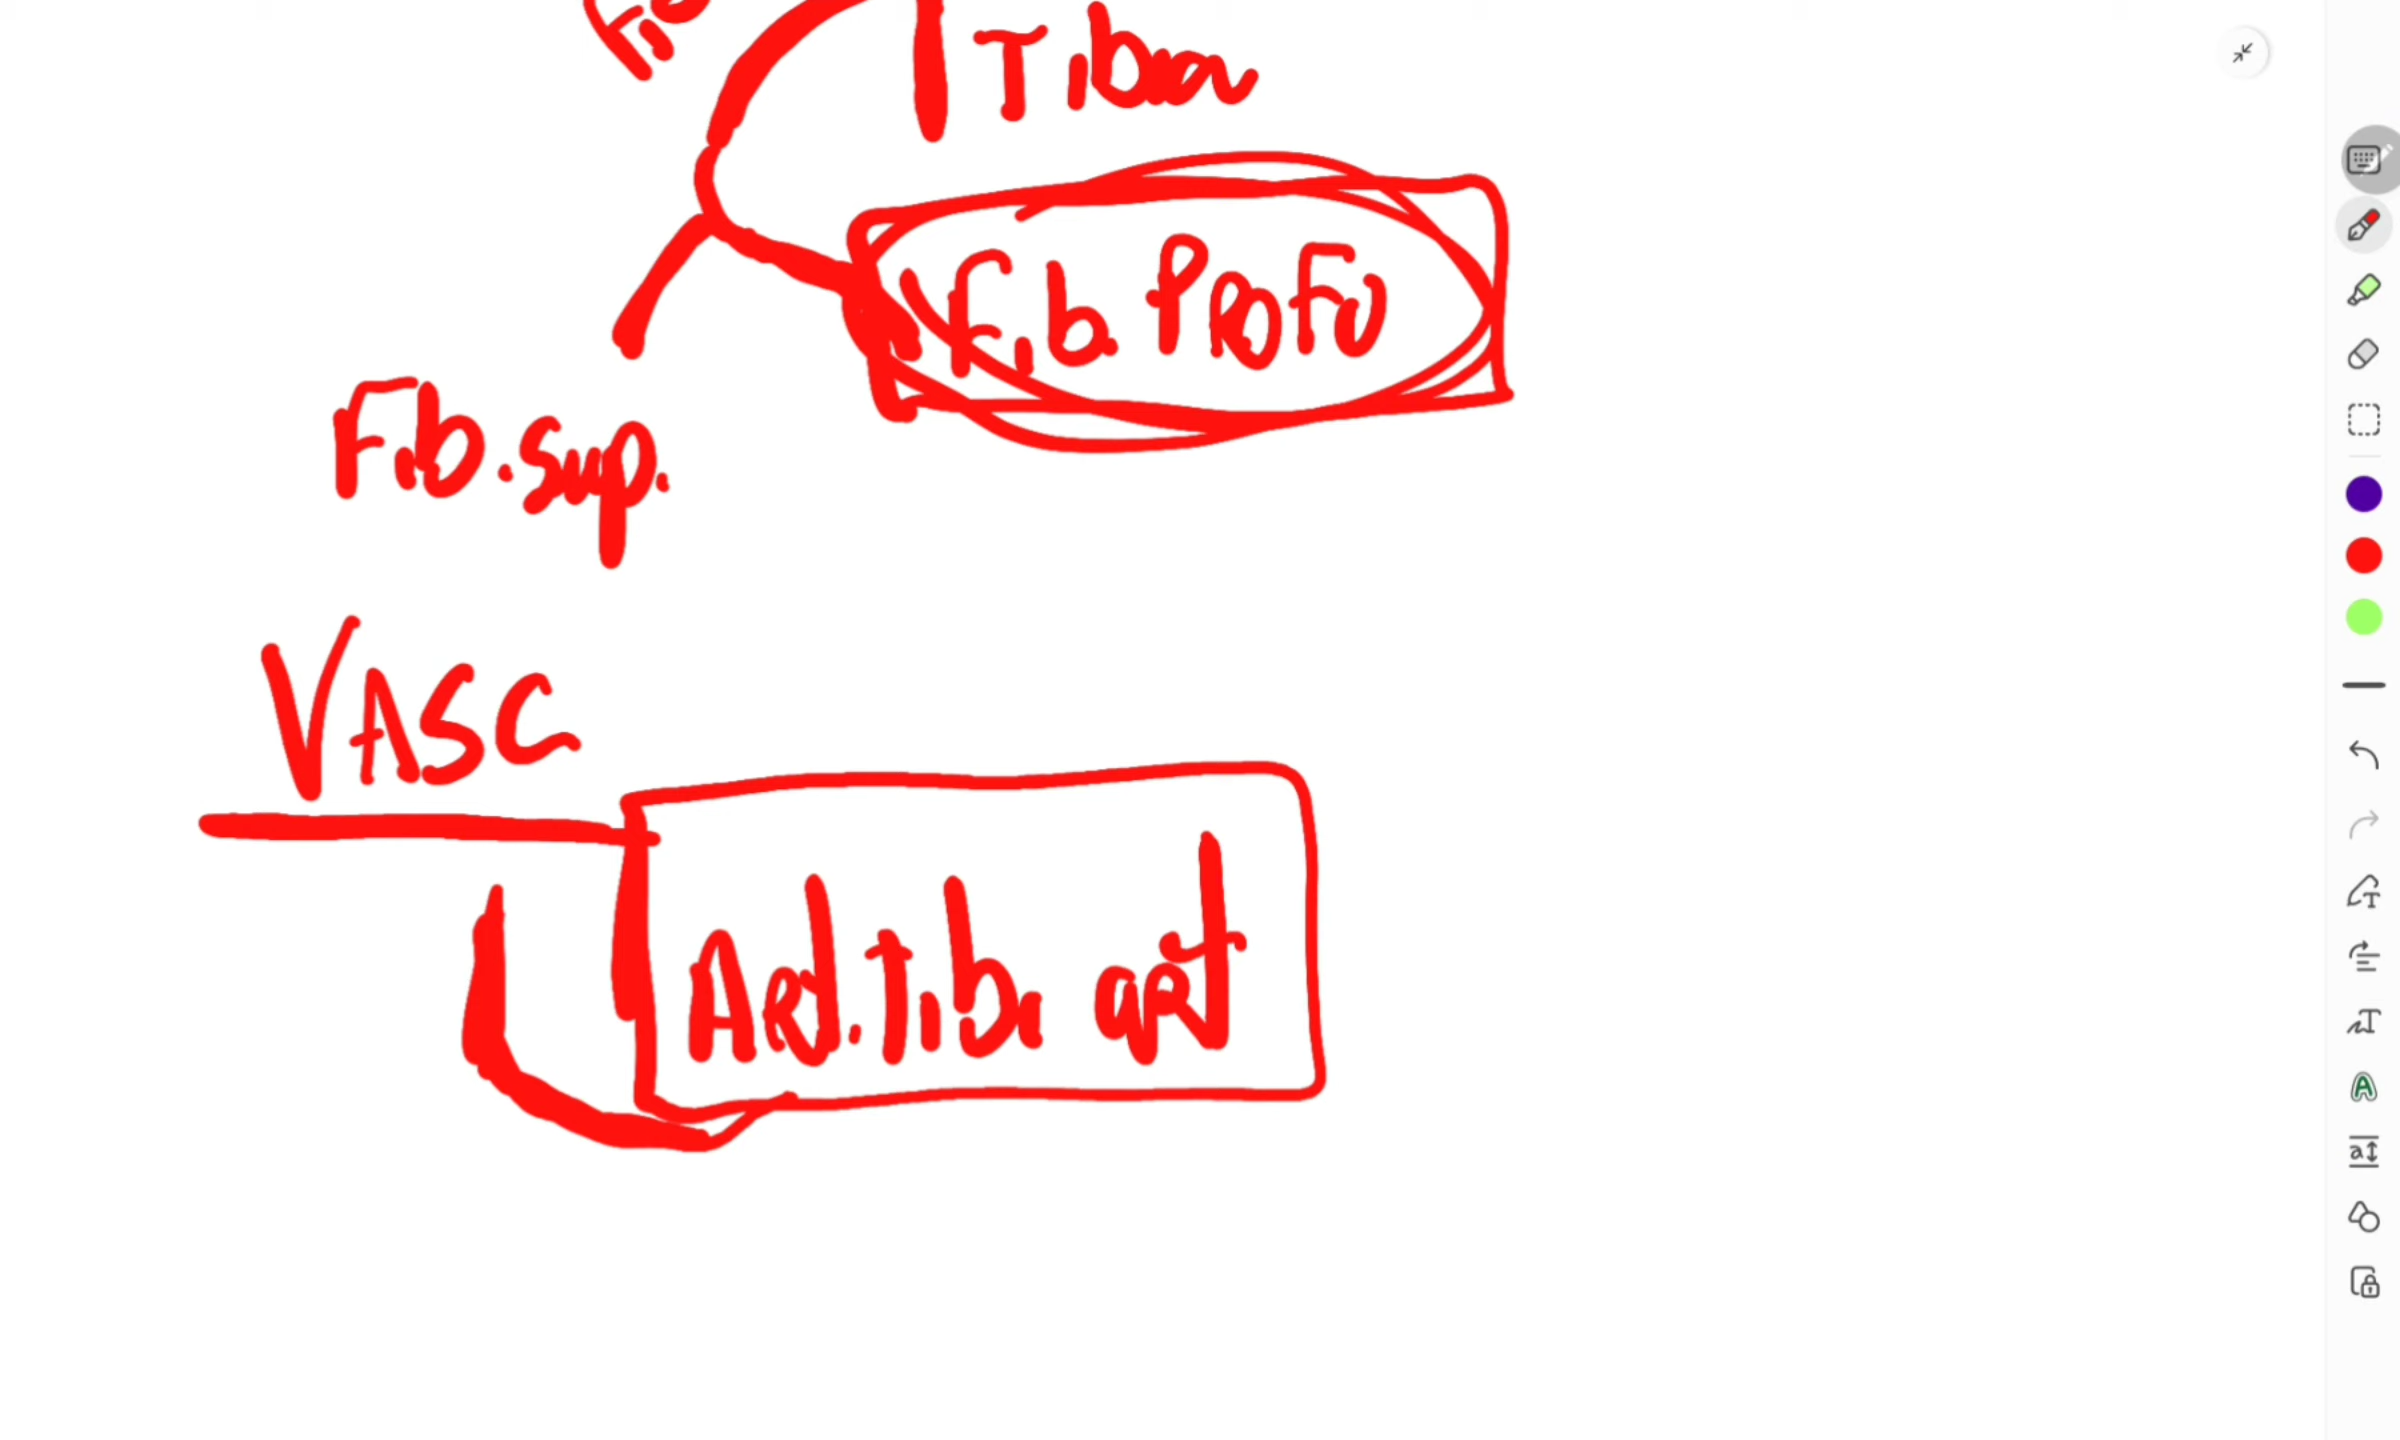 Tibia
Fib. PROFU
Fib.sup.
VASC
Art.Tibi ant